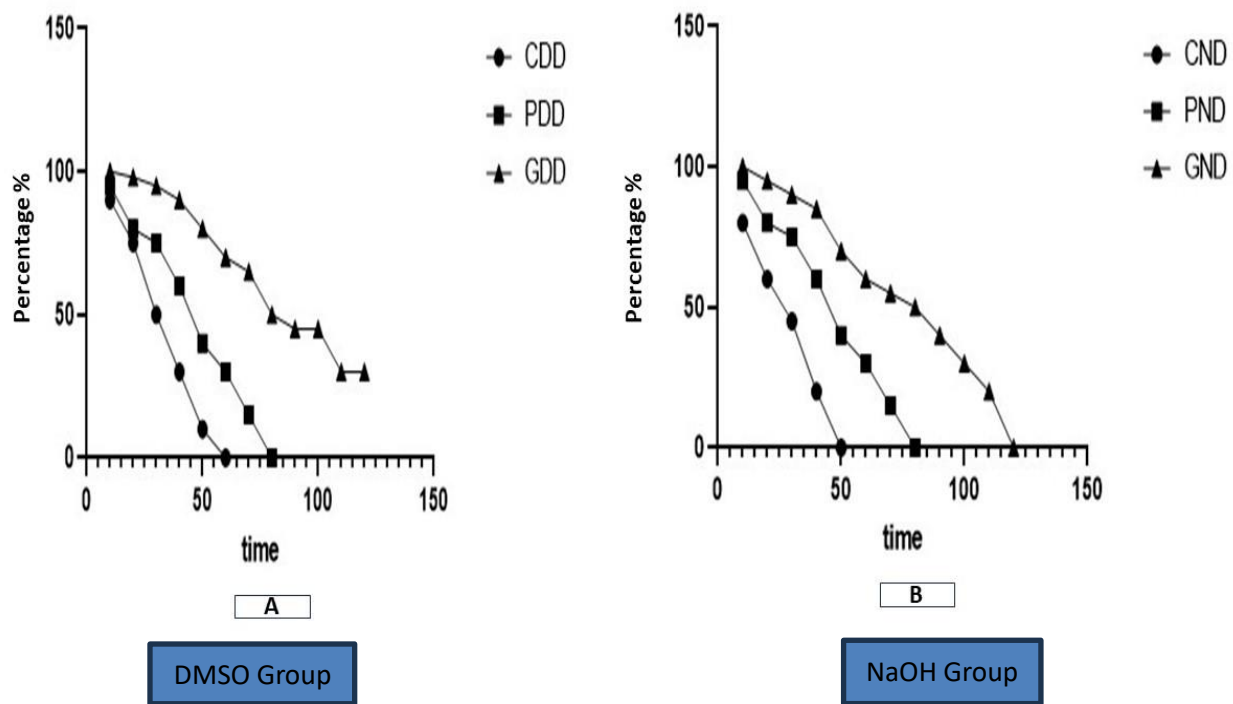 150
100
50
0
Percentage %
0 50 100 150
time
CDD
PDD
GDD
A
DMSO Group
150
100
50
0
Percentage %
0 50 100 150
time
CND
PND
GND
B
NaOH Group